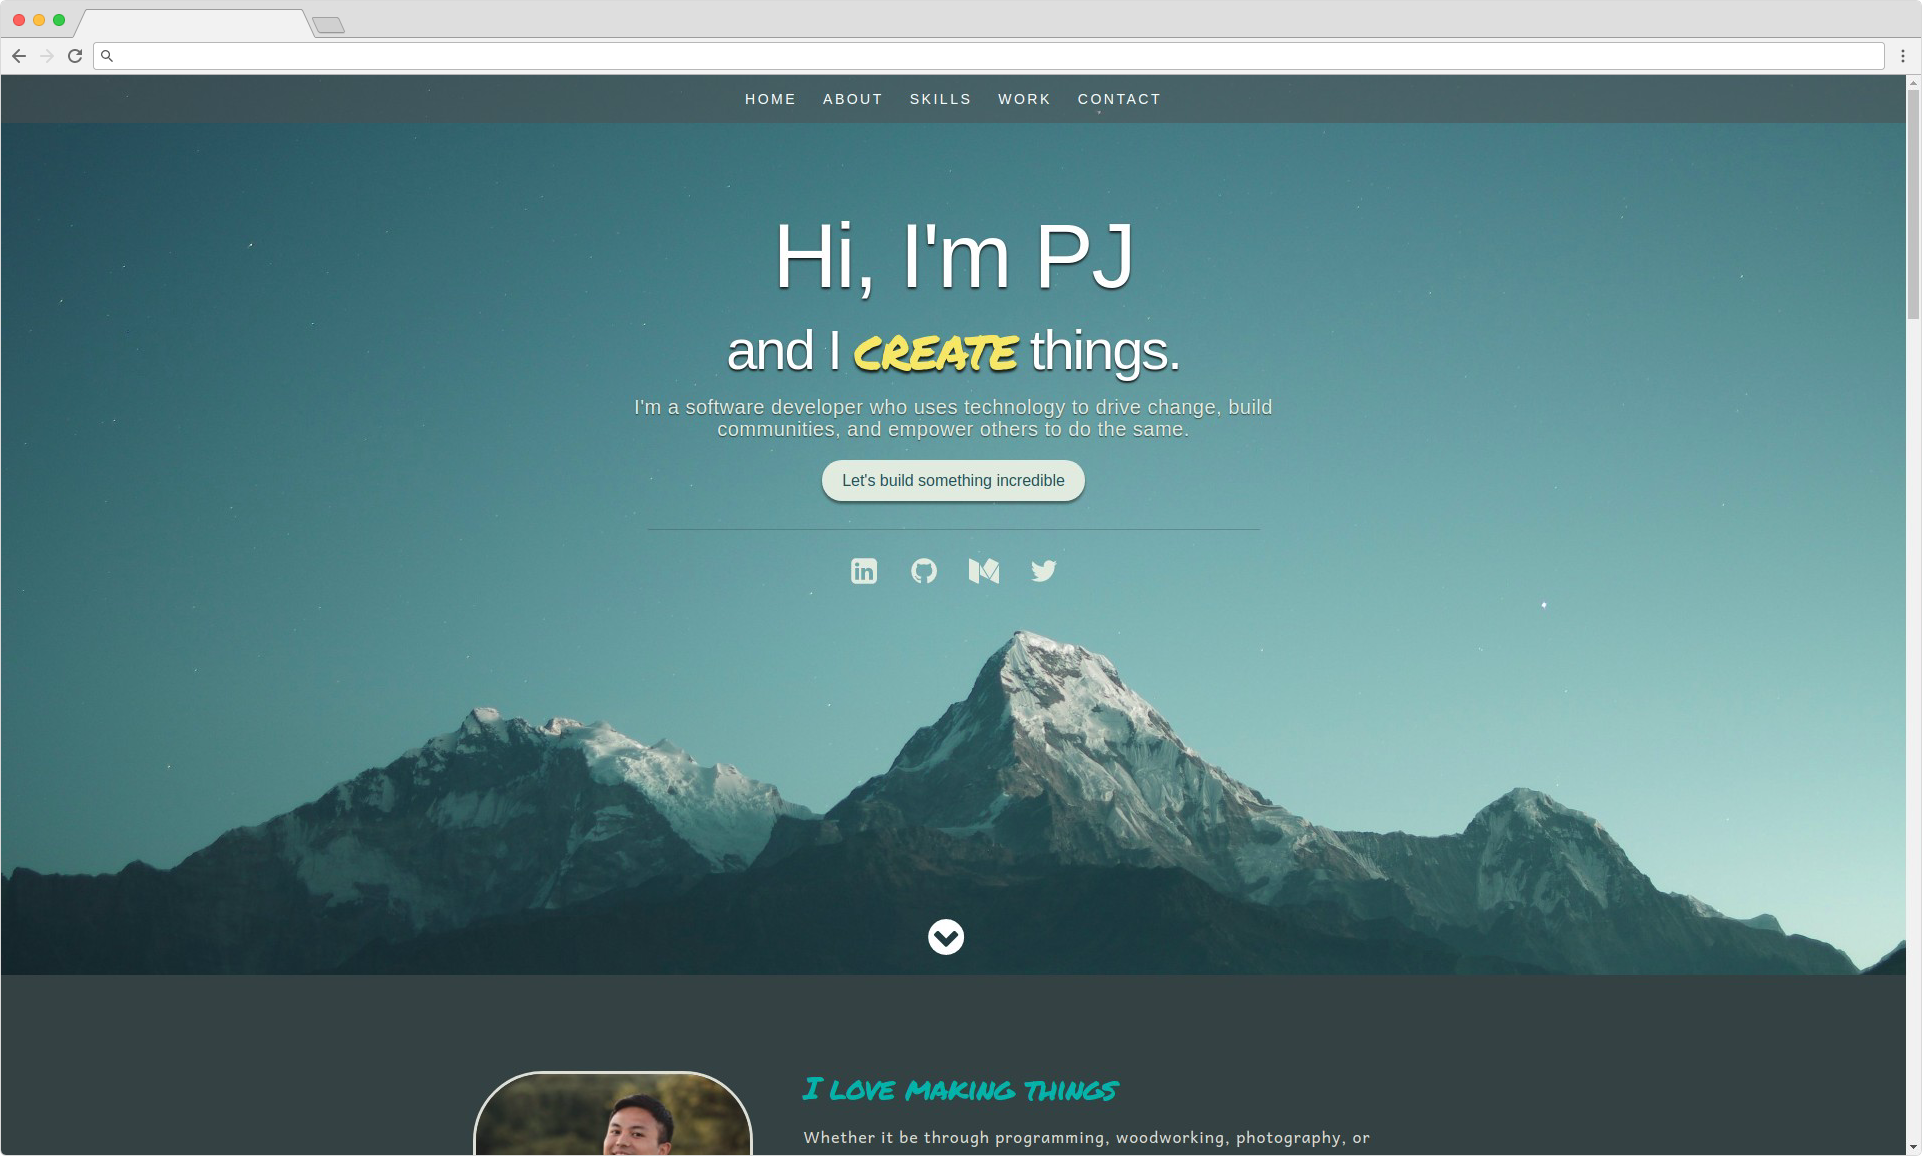 HOME ABOUT SKILLS WORK CONTACT
Hi, I'm PJ
and I CREATE things.
I'm a software developer who uses technology to drive change, build
communities, and empower others to do the same.
Let's build something incredible
in
I LOVE MAKING THINGS
Whether it be through programming, woodworking, photography, or